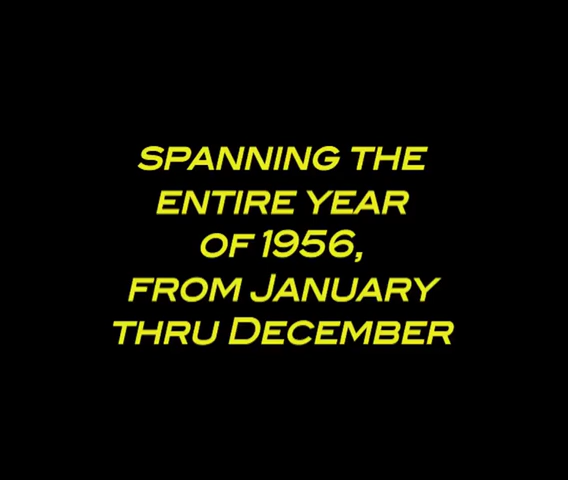 SPANNING THE
ENTIRE YEAR
OF 1956,
FROM JANUARY
THRU DECEMBER